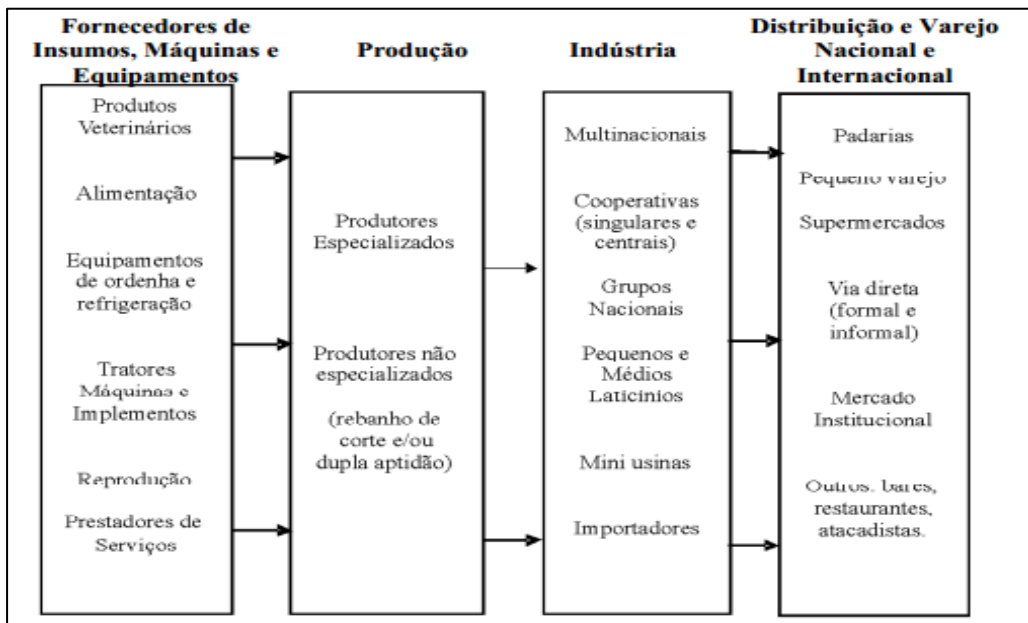 Fornecedores de
Insumos, Máquinas e
Equipamentos
Produtos
Veterinários
Alimentação
Equipamentos
de ordenha e
refrigeração
Tratores
Máquinas e
Implementos
Reprodução
Prestadores de
Serviços
Produção
Produtores
Especializados
Produtores não
especializados
(rebanho de
corte e/ou
dupla aptidão)
Indústria
Multinacionais
Cooperativas
(singulares e
centrais)
Grupos
Nacionais
Pequenos e
Médios
Laticínios
Mini usinas
Importadores
Distribuição e Varejo
Nacional e
Internacional
Padarias
Pequeno varejo
Supermercados
Via direta
(formal e
informal)
Mercado
Institucional
Outros. bares,
restaurantes,
atacadistas.